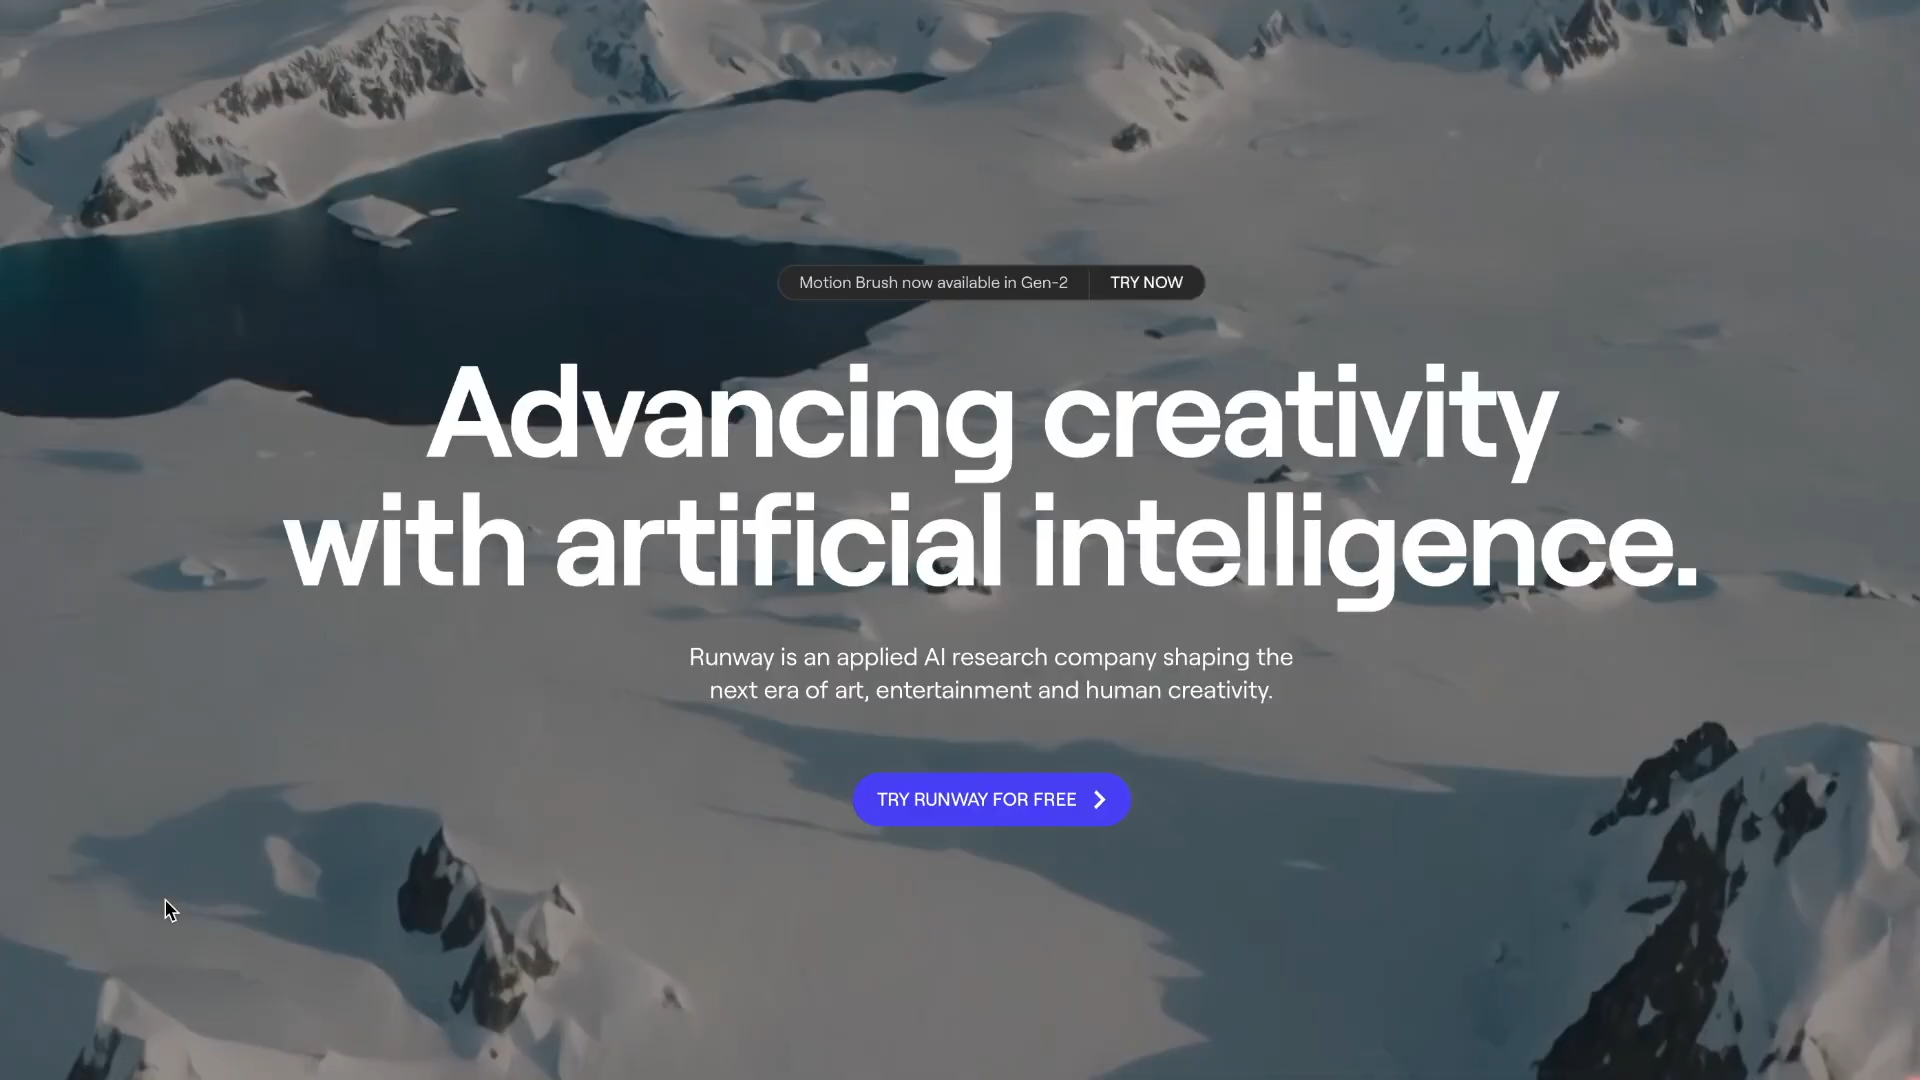 Motion Brush now available in Gen-2 TRY NOW
Advancing creativity
with artificial intelligence.
Runway is an applied AI research company shaping the
next era of art, entertainment and human creativity.
TRY RUNWAY FOR FREE